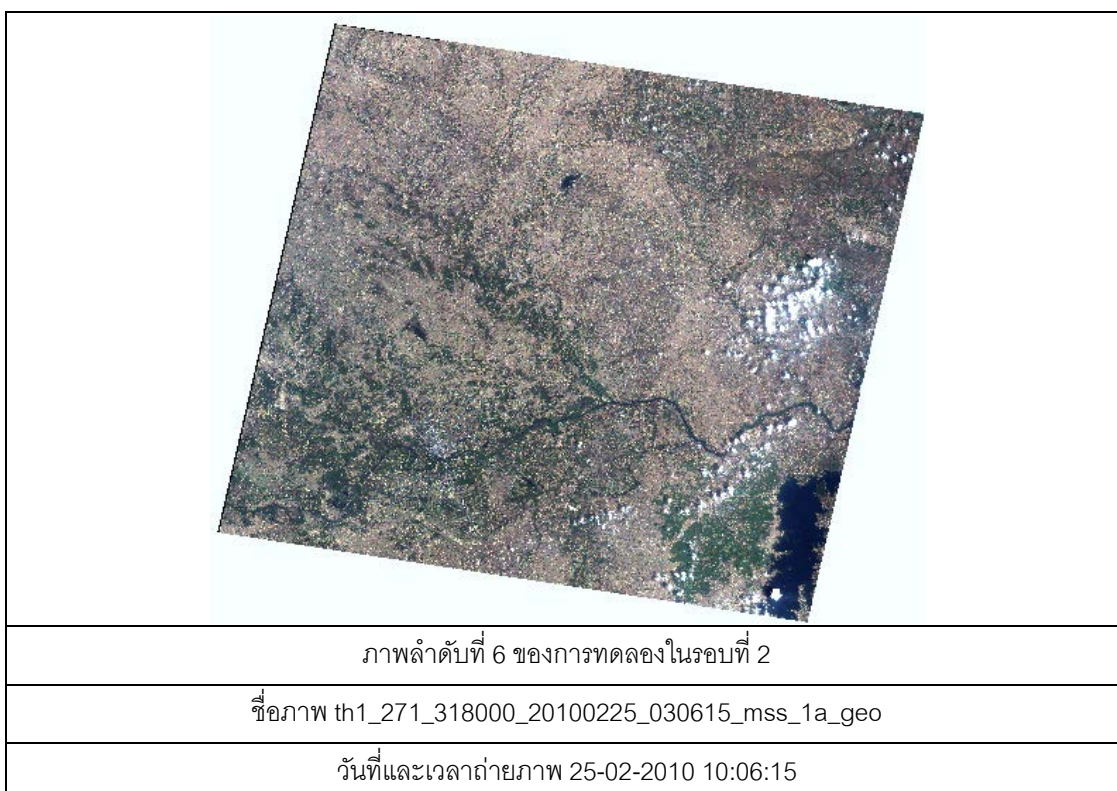 ภาพลำดับที่ 6 ของการทดลองในรอบที่ 2
ชื่อภาพ th1_271_318000_20100225_030615_mss_1a_geo
วันที่และเวลาถ่ายภาพ 25-02-2010 10:06:15